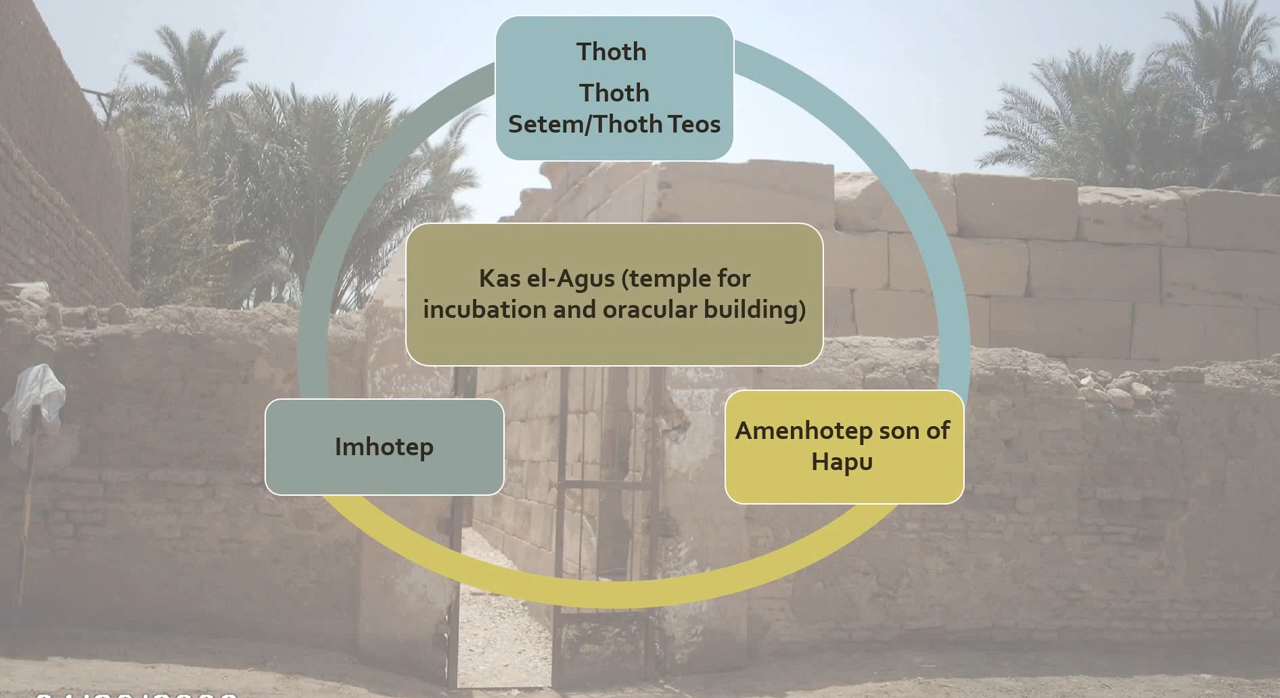 Thoth
Thoth
Setem/Thoth Teos
Kas el-Agus (temple for
incubation and oracular building)
Imhotep
Amenhotep son of
Hapu